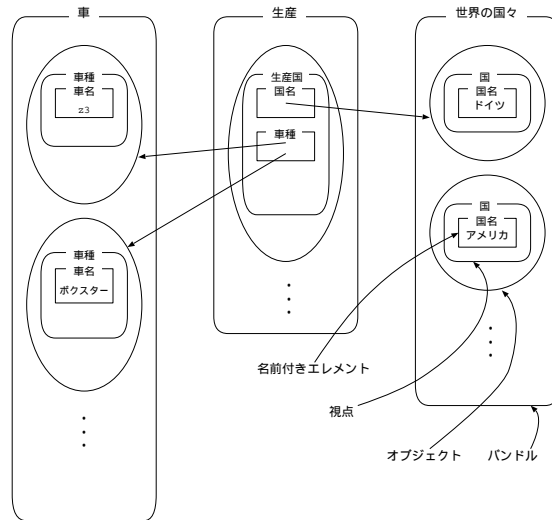 車
生産
世界の国々
車種
車名
z3
車種
車名
ボクスター
生産国
国名
車種
国
国名
ドイツ
国
国名
アメリカ
名前付きエレメント
視点
オブジェクト
バンドル